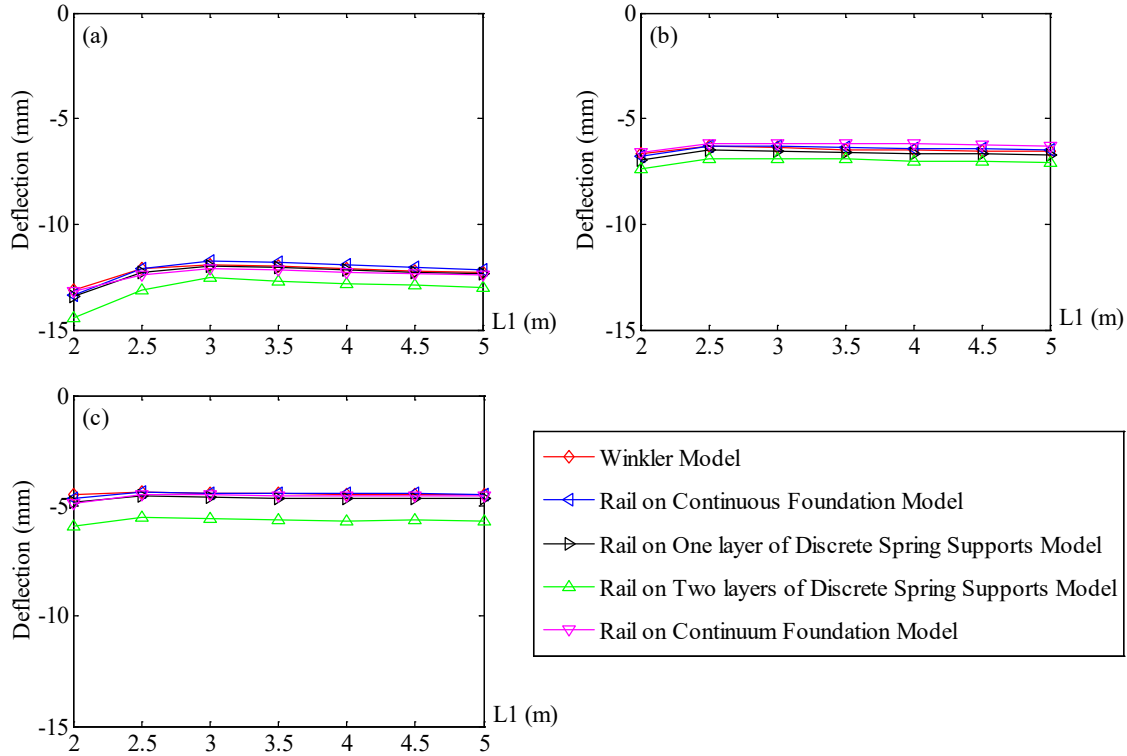 (a)
0
-5
-10
-15
Deflection (mm)
2 2.5 3 3.5 4 4.5 5
L1 (m)
(b)
0
-5
-10
-15
Deflection (mm)
2 2.5 3 3.5 4 4.5 5
L1 (m)
(c)
0
-5
-10
-15
Deflection (mm)
2 2.5 3 3.5 4 4.5 5
L1 (m)
Winkler Model
Rail on Continuous Foundation Model
Rail on One layer of Discrete Spring Supports Model
Rail on Two layers of Discrete Spring Supports Model
Rail on Continuum Foundation Model